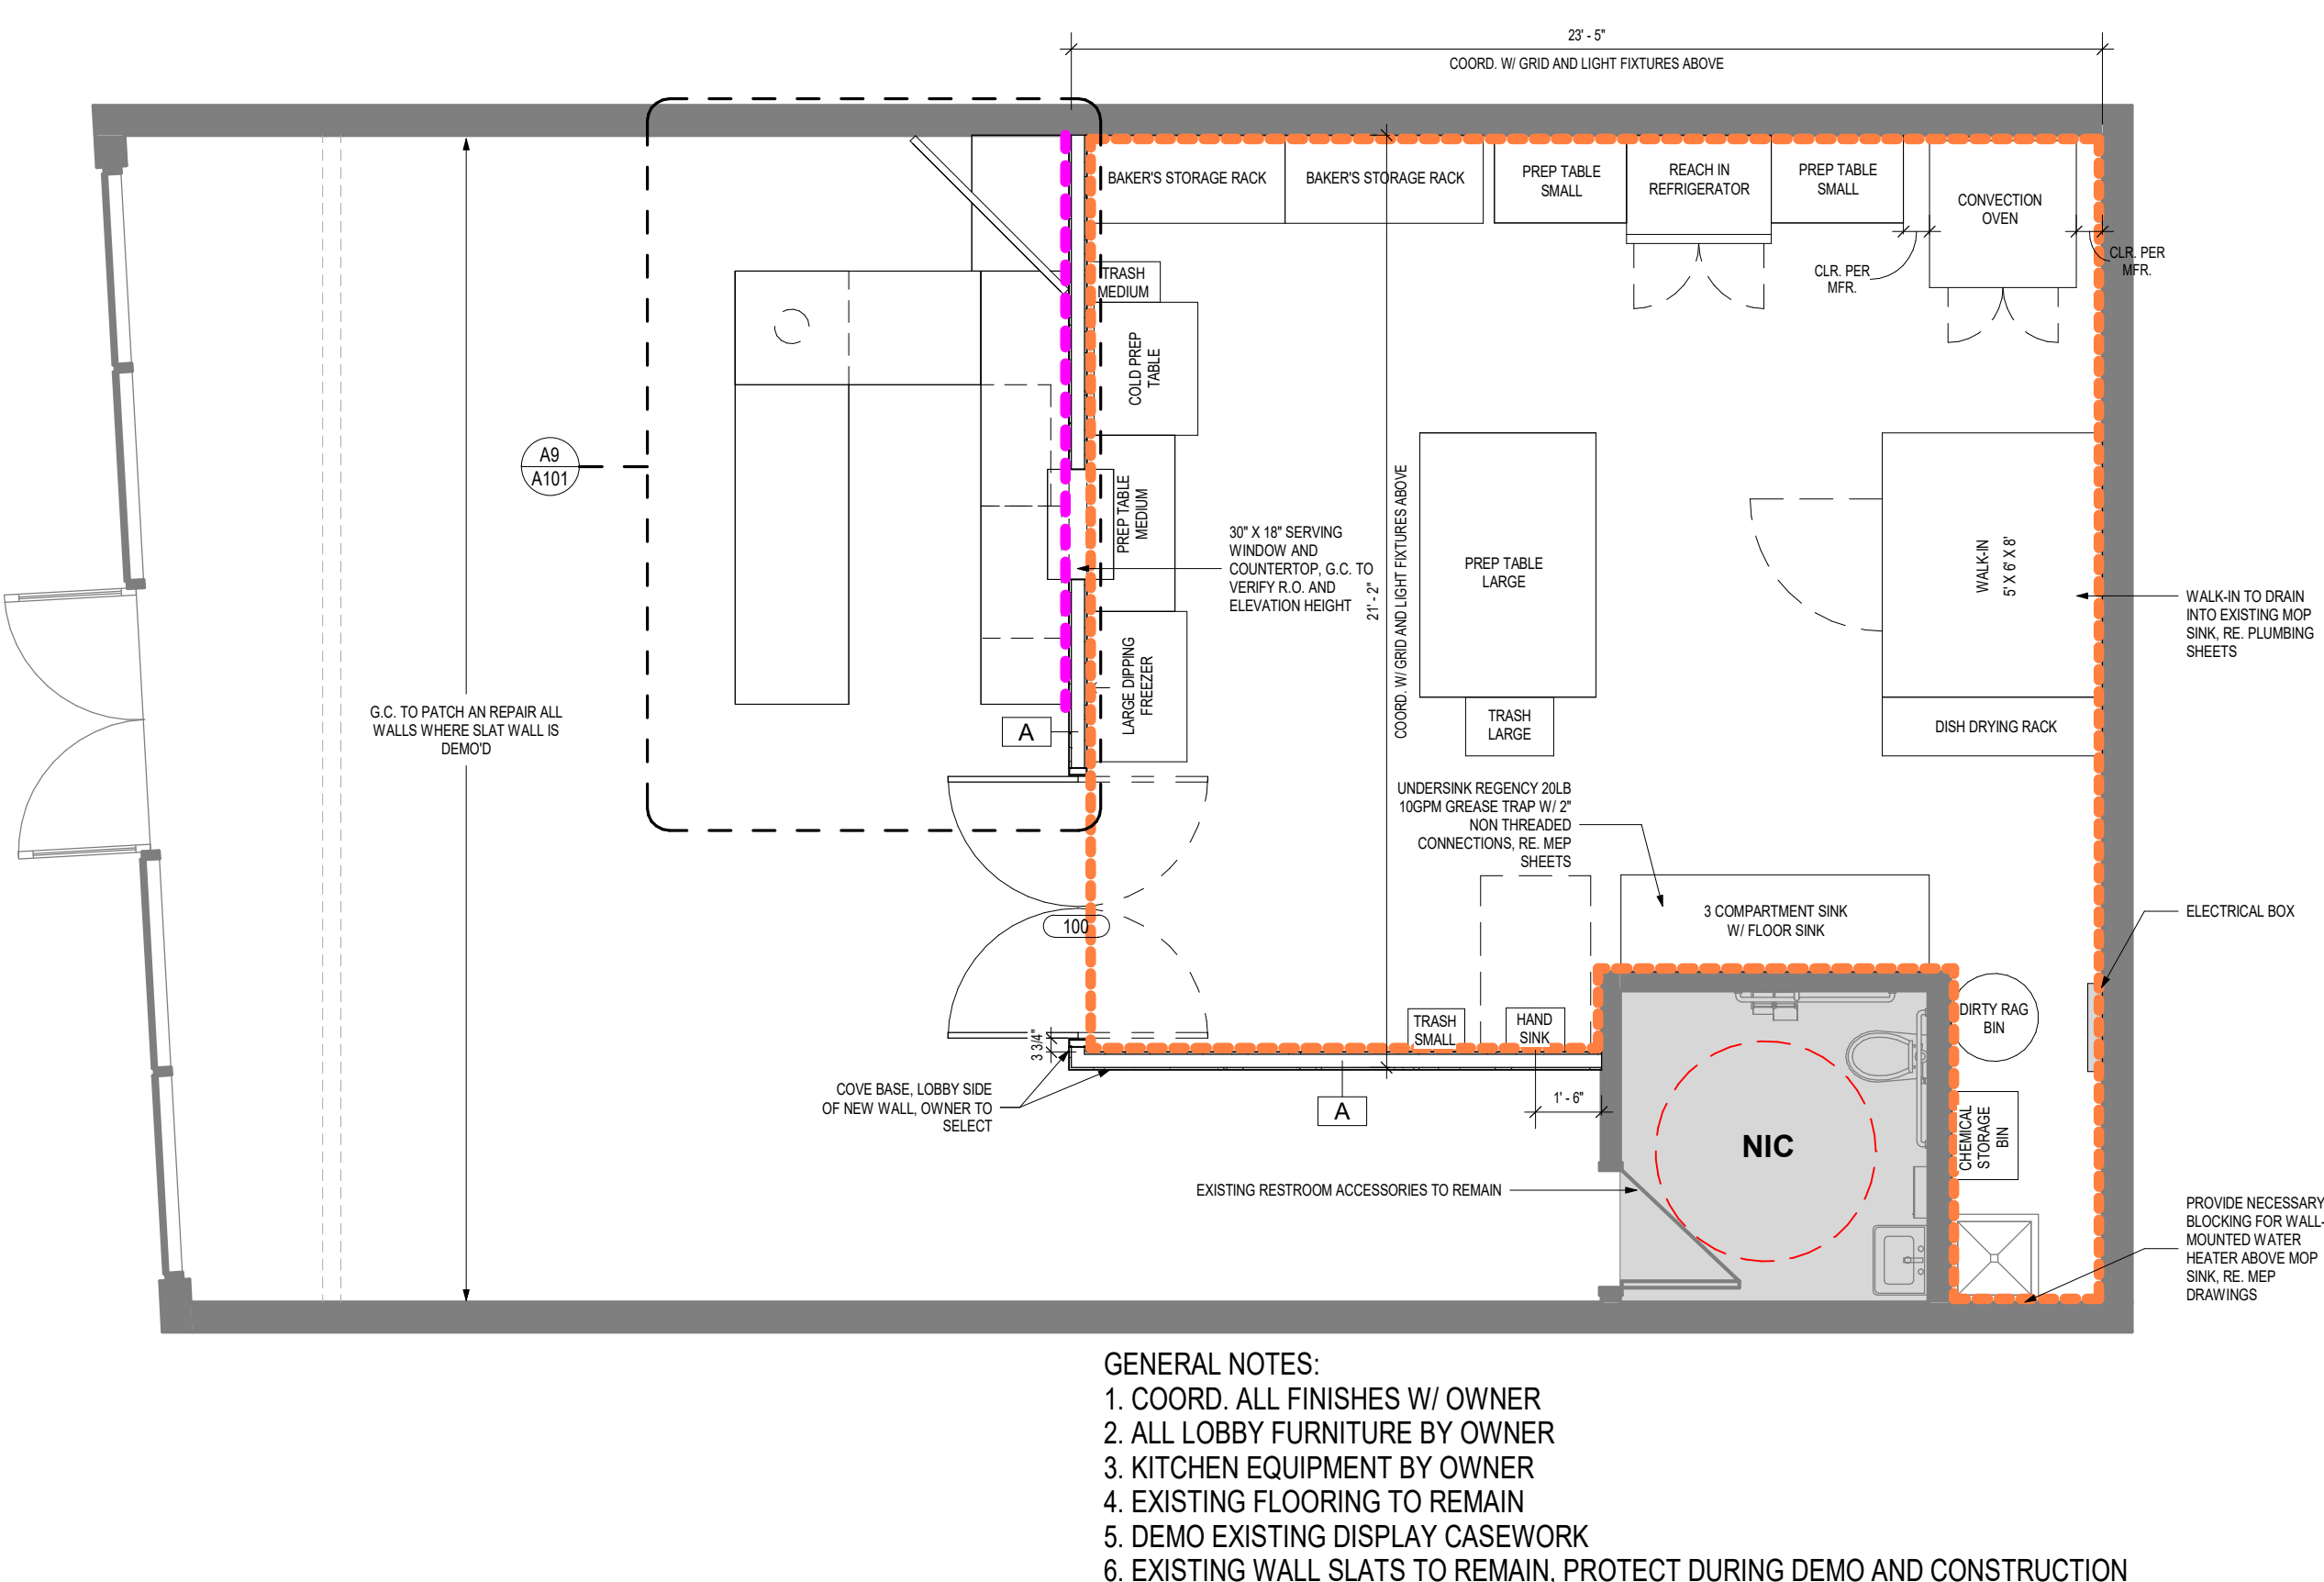 23' - 5"
COORD. W/ GRID AND LIGHT FIXTURES ABOVE
BAKER'S STORAGE RACK
BAKER'S STORAGE RACK
PREP TABLE
SMALL
REACH IN
REFRIGERATOR
PREP TABLE
SMALL
CONVECTION
OVEN
CLR. PER
MFR.
CLR. PER
MFR.
TRASH
MEDIUM
COLD PREP
TABLE
PREP TABLE
MEDIUM
LARGE DIPPING
FREEZER
A9
A101
30" X 18" SERVING
WINDOW AND
COUNTERTOP, G.C. TO
VERIFY R.O. AND
ELEVATION HEIGHT
21' - 2"
COORD. W/ GRID AND LIGHT FIXTURES ABOVE
PREP TABLE
LARGE
TRASH
LARGE
WALK-IN
5' X 6' X 8'
DISH DRYING RACK
WALK-IN TO DRAIN
INTO EXISTING MOP
SINK, RE. PLUMBING
SHEETS
G.C. TO PATCH AN REPAIR ALL
WALLS WHERE SLAT WALL IS
DEMO'D
A
UNDERSINK REGENCY 20LB
10GPM GREASE TRAP W/ 2"
NON THREADED
CONNECTIONS, RE. MEP
SHEETS
3 COMPARTMENT SINK
W/ FLOOR SINK
ELECTRICAL BOX
100
TRASH
SMALL
HAND
SINK
DIRTY RAG
BIN
3 3/4"
COVE BASE, LOBBY SIDE
OF NEW WALL, OWNER TO
SELECT
A
1' - 6"
CHEMICAL
STORAGE
BIN
NIC
EXISTING RESTROOM ACCESSORIES TO REMAIN
PROVIDE NECESSARY
BLOCKING FOR WALL-
MOUNTED WATER
HEATER ABOVE MOP
SINK, RE. MEP
DRAWINGS
GENERAL NOTES:
1. COORD. ALL FINISHES W/ OWNER
2. ALL LOBBY FURNITURE BY OWNER
3. KITCHEN EQUIPMENT BY OWNER
4. EXISTING FLOORING TO REMAIN
5. DEMO EXISTING DISPLAY CASEWORK
6. EXISTING WALL SLATS TO REMAIN, PROTECT DURING DEMO AND CONSTRUCTION